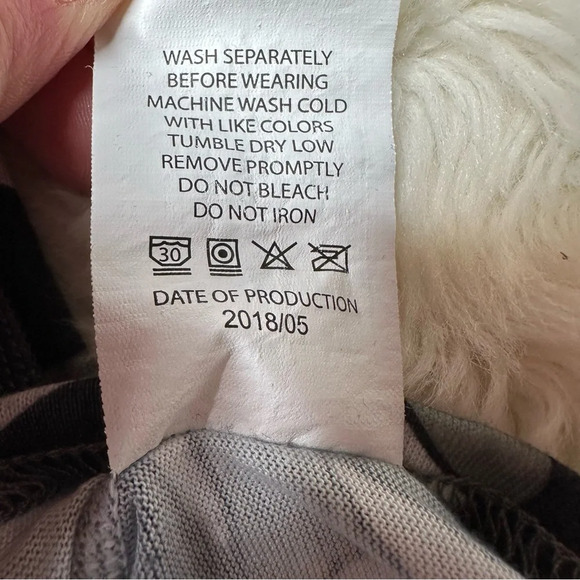 WASH SEPARATELY
BEFORE WEARING
MACHINE WASH COLD
WITH LIKE COLORS
TUMBLE DRY LOW
REMOVE PROMPTLY
DO NOT BLEACH
DO NOT IRON
30
DATE OF PRODUCTION
2018/05